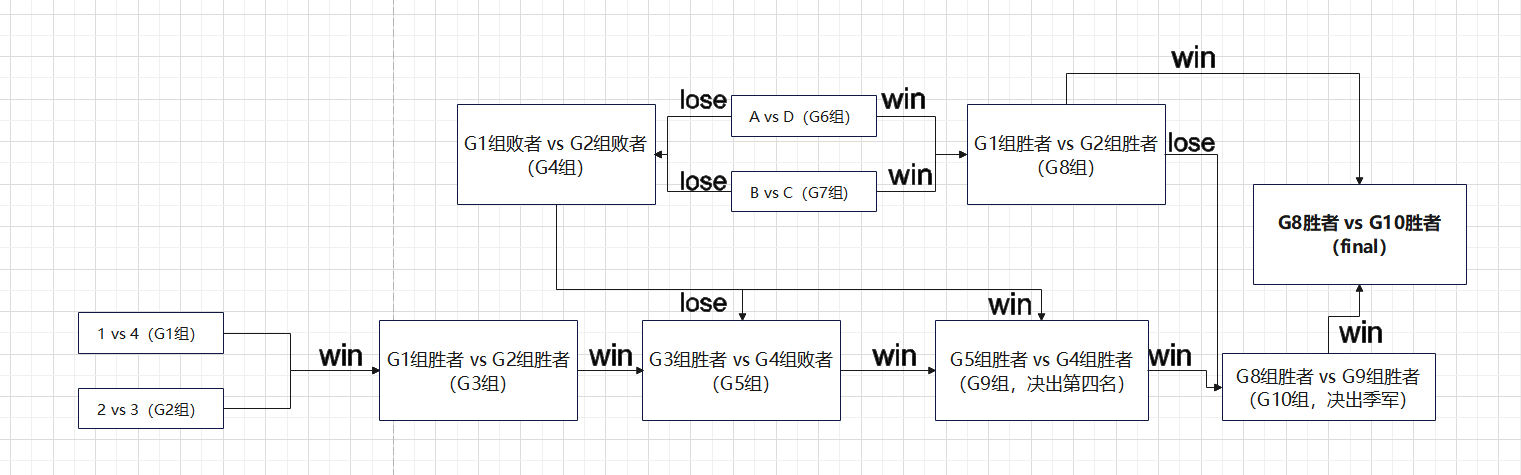 win
lose
A vs D（G6组）
win
G1组败者 vs G2组败者
（G4组）
G1组胜者 vs G2组胜者
（G8组）
lose
lose
B vs C（G7组)
win
G8胜者 vs G10胜者
（final）
lose
win
1 vs 4（G1组）
2 vs 3（G2组）
win
G1组胜者 vs G2组胜者
（G3组）
win
G3组胜者 vs G4组败者
（G5组）
win
G5组胜者 vs G4组胜者
（G9组，决出第四名）
win
win
G8组胜者 vs G9组胜者
（G10组，决出季军）